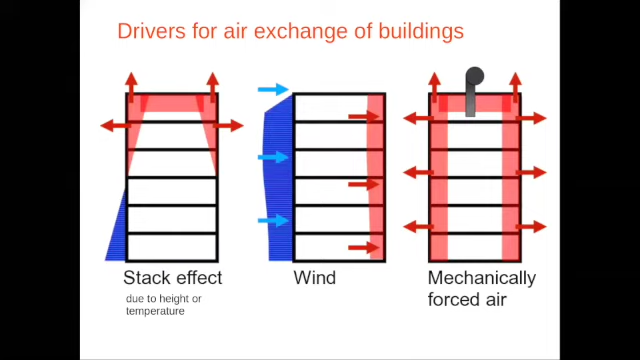 Drivers for air exchange of buildings
Stack effect
due to height or
temperature
Wind
Mechanically
forced air